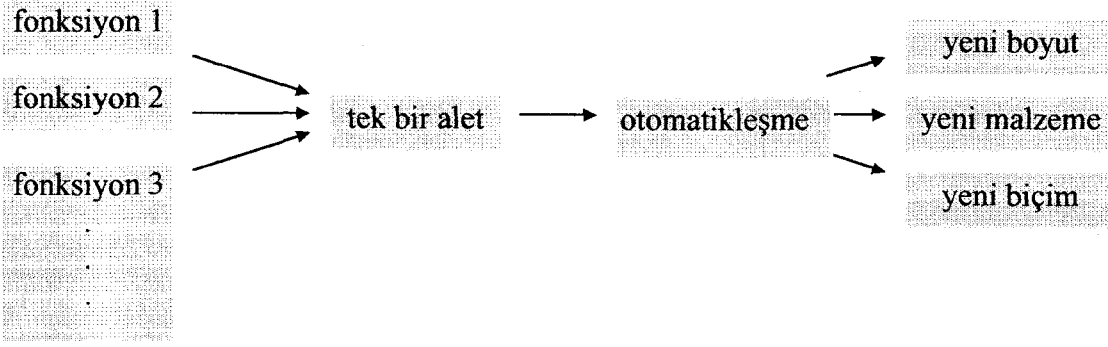 fonksiyon 1
fonksiyon 2
fonksiyon 3
.
.
.
tek bir alet
otomatikleşme
yeni boyut
yeni malzeme
yeni biçim